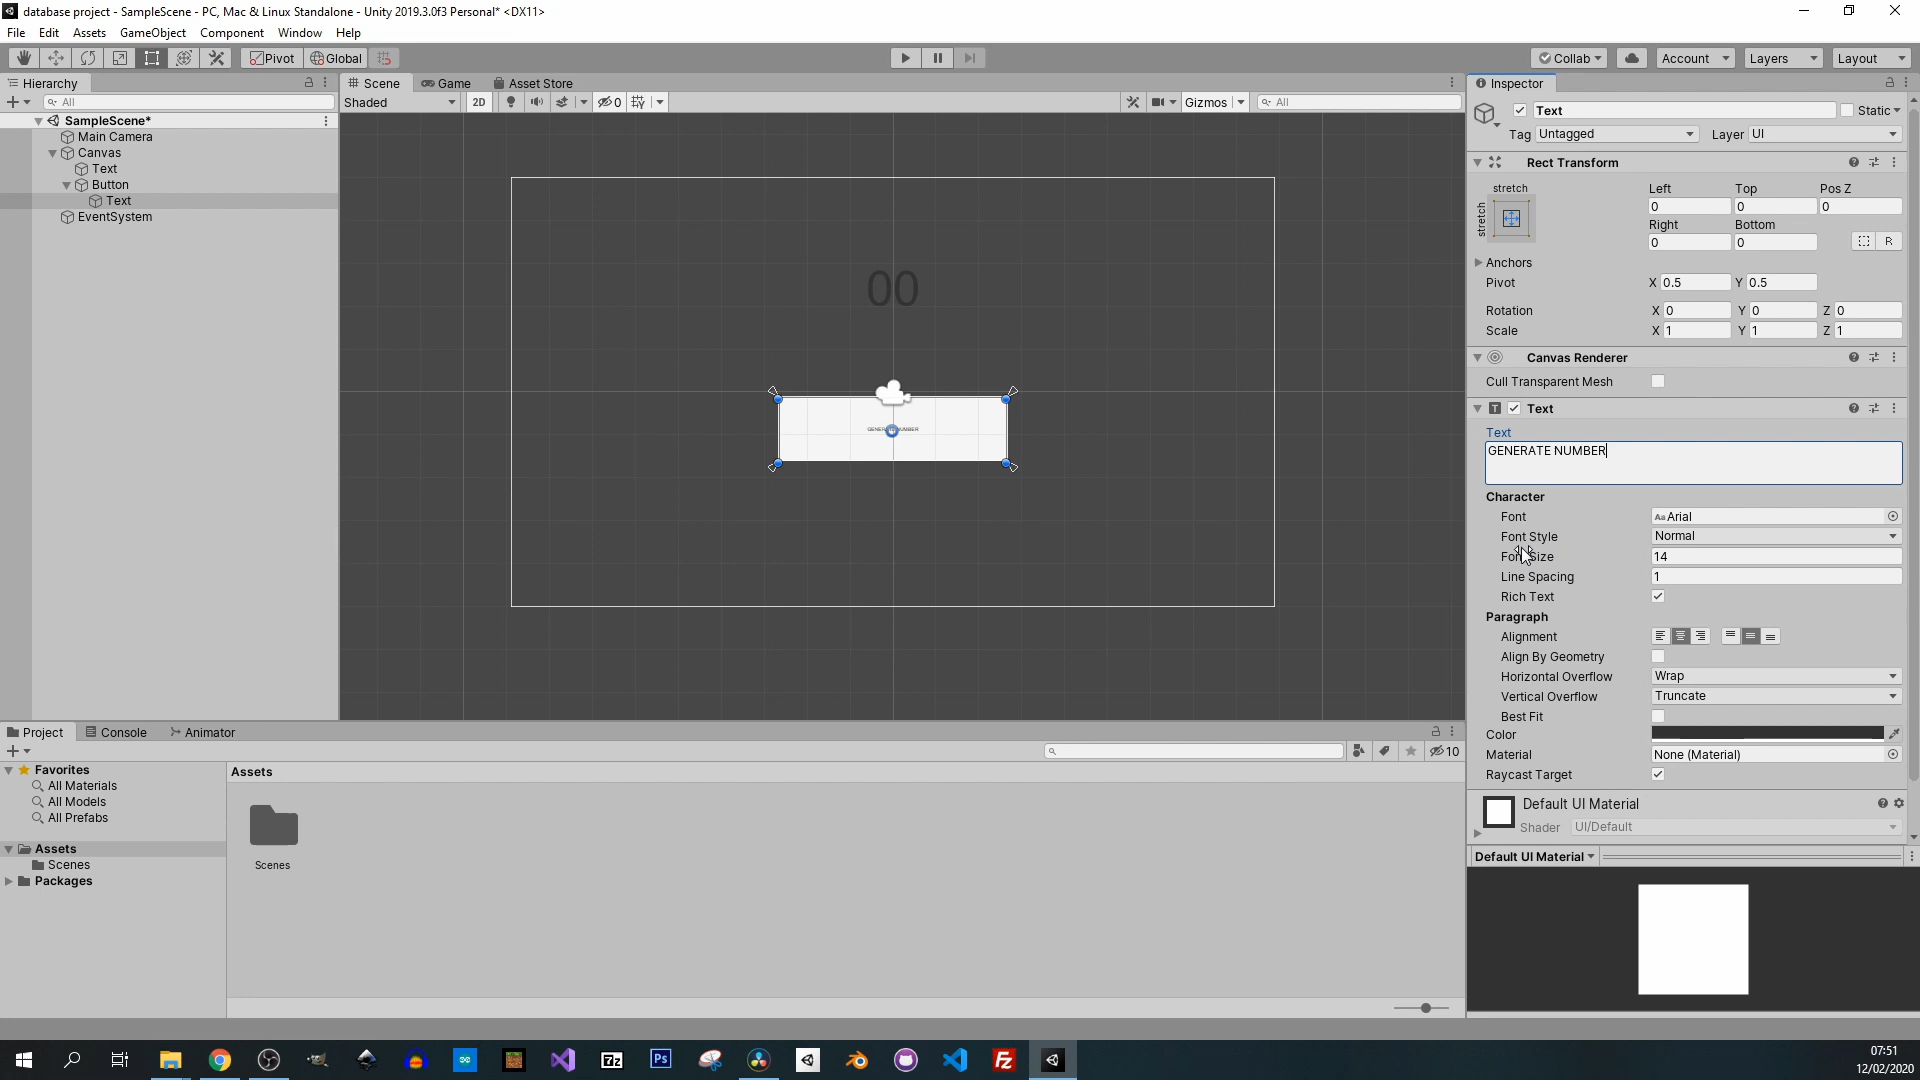 database project - SampleScene - PC, Mac & Linux Standalone - Unity 2019.3.0f3 Personal* <DX11>
File Edit Assets GameObject Component Window Help
Pivot Global Collab Account Layers Layout
Hierarchy
All
SampleScene*
Main Camera
Canvas
Text
Button
Text
EventSystem
Scene Game Asset Store
Shaded 2D 0 Gizmos All
00
GENERATE NUMBER
Inspector
Text Static
Tag Untagged Layer UI
Rect Transform
stretch Left Top Pos Z
stretch 0 0 0
Right Bottom
0 0 R
Anchors
Pivot X 0.5 Y 0.5
Rotation X 0 Y 0 Z 0
Scale X 1 Y 1 Z 1
Canvas Renderer
Cull Transparent Mesh
Text
Text
GENERATE NUMBER
Character
Font Arial
Font Style Normal
Font Size 14
Line Spacing 1
Rich Text
Paragraph
Alignment
Align By Geometry
Horizontal Overflow Wrap
Vertical Overflow Truncate
Best Fit
Color
Material None (Material)
Raycast Target
Default UI Material
Shader UI/Default
Default UI Material
Project Console Animator
10
Favorites
All Materials
All Models
All Prefabs
Assets
Scenes
Packages
Assets
Scenes
07:51
12/02/2020